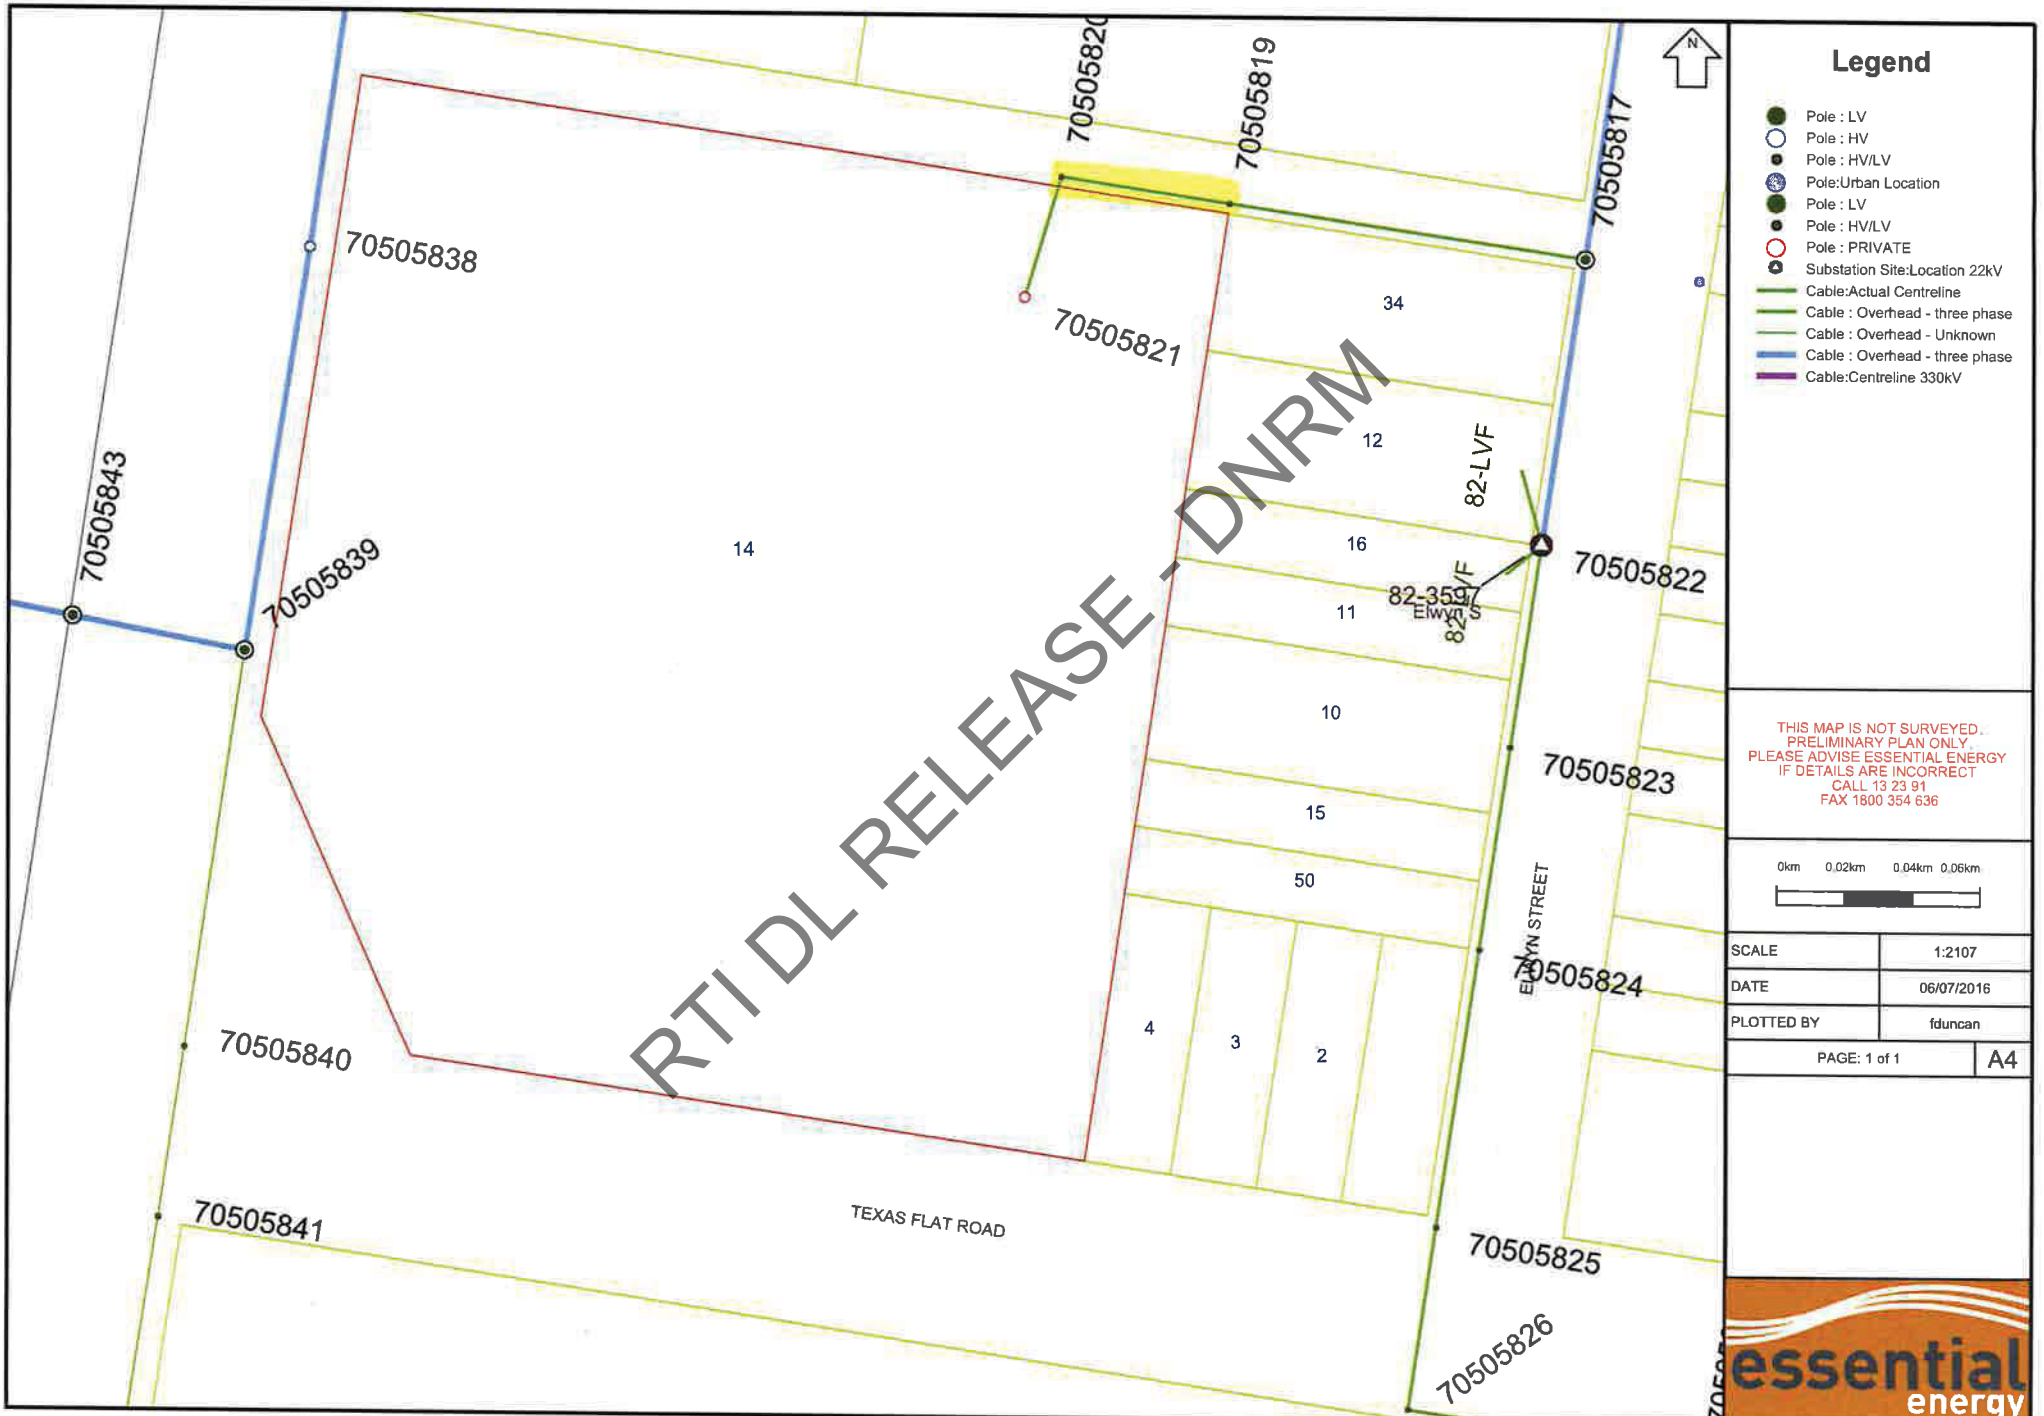 70505820
70505819
70505817
70505838
70505821
34
12
82-LVF
14
16
70505843
70505839
70505822
82-3597
Elwyn S
11
10
70505823
15
50
ELWYN STREET
70505824
4
3
2
70505840
70505841
TEXAS FLAT ROAD
70505825
70505826
RTI DL RELEASE - DNRM
N
Legend
Pole : LV
Pole : HV
Pole : HV/LV
Pole:Urban Location
Pole : LV
Pole : HV/LV
Pole : PRIVATE
Substation Site:Location 22kV
Cable:Actual Centreline
Cable : Overhead - three phase
Cable : Overhead - Unknown
Cable : Overhead - three phase
Cable:Centreline 330kV
THIS MAP IS NOT SURVEYED.
PRELIMINARY PLAN ONLY.
PLEASE ADVISE ESSENTIAL ENERGY
IF DETAILS ARE INCORRECT
CALL 13 23 91
FAX 1800 354 636
0km 0.02km 0.04km 0.06km
SCALE 1:2107
DATE 06/07/2016
PLOTTED BY fduncan
PAGE: 1 of 1 A4
essential
energy